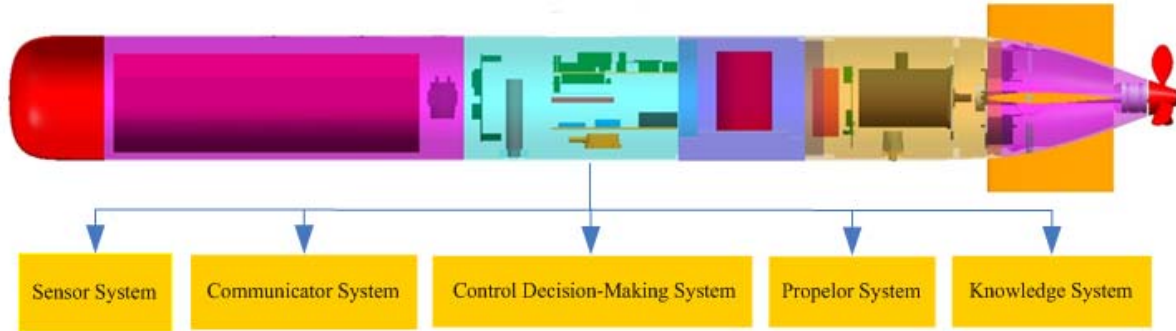 Sensor System
Communicator System
Control Decision-Making System
Propelor System
Knowledge System